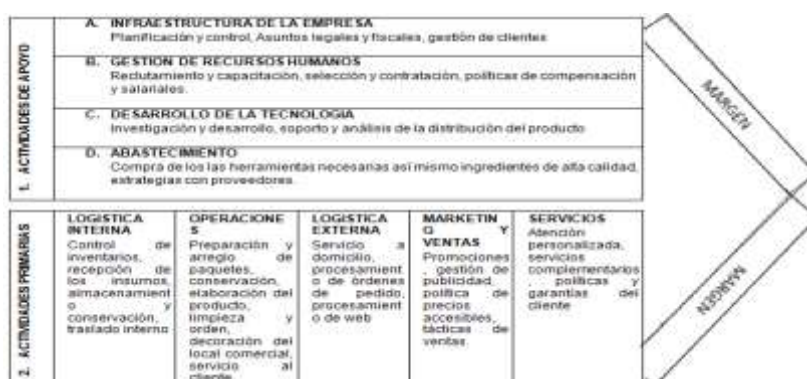 1. ACTIVIDADES DE APOYO
A. INFRAESTRUCTURA DE LA EMPRESA
Planificación y control, Asuntos legales y fiscales, gestión de clientes
B. GESTION DE RECURSOS HUMANOS
Reclutamiento y capacitación, selección y contratación, políticas de compensación
y salariales.
C. DESARROLLO DE LA TECNOLOGIA
Investigación y desarrollo, soporto y análisis de la distribución del producto
D. ABASTECIMIENTO
Compra de los las herramientas necesarias así mismo ingredientes de alta calidad,
estrategias con proveedores.
MARGEN
2. ACTIVIDADES PRIMARIAS
LOGISTICA
INTERNA
Control de
inventarios,
recepción de
los insumos,
almacenamient
o y
conservación,
traslado interno
OPERACIONE
S
Preparación y
arreglo de
paquetes,
conservación,
elaboración del
producto,
limpieza y
orden,
decoración del
local comercial,
servicio al
cliente
LOGISTICA
EXTERNA
Servicio a
domicilio,
procesamient
o de órdenes
de pedido,
procesamient
o de web
MARKETIN
G Y
VENTAS
Promociones
, gestión de
publicidad,
política de
precios
accesibles,
tácticas de
ventas.
SERVICIOS
Atención
personalizada,
servicios
complementarios
, políticas y
garantías del
cliente
MARGEN